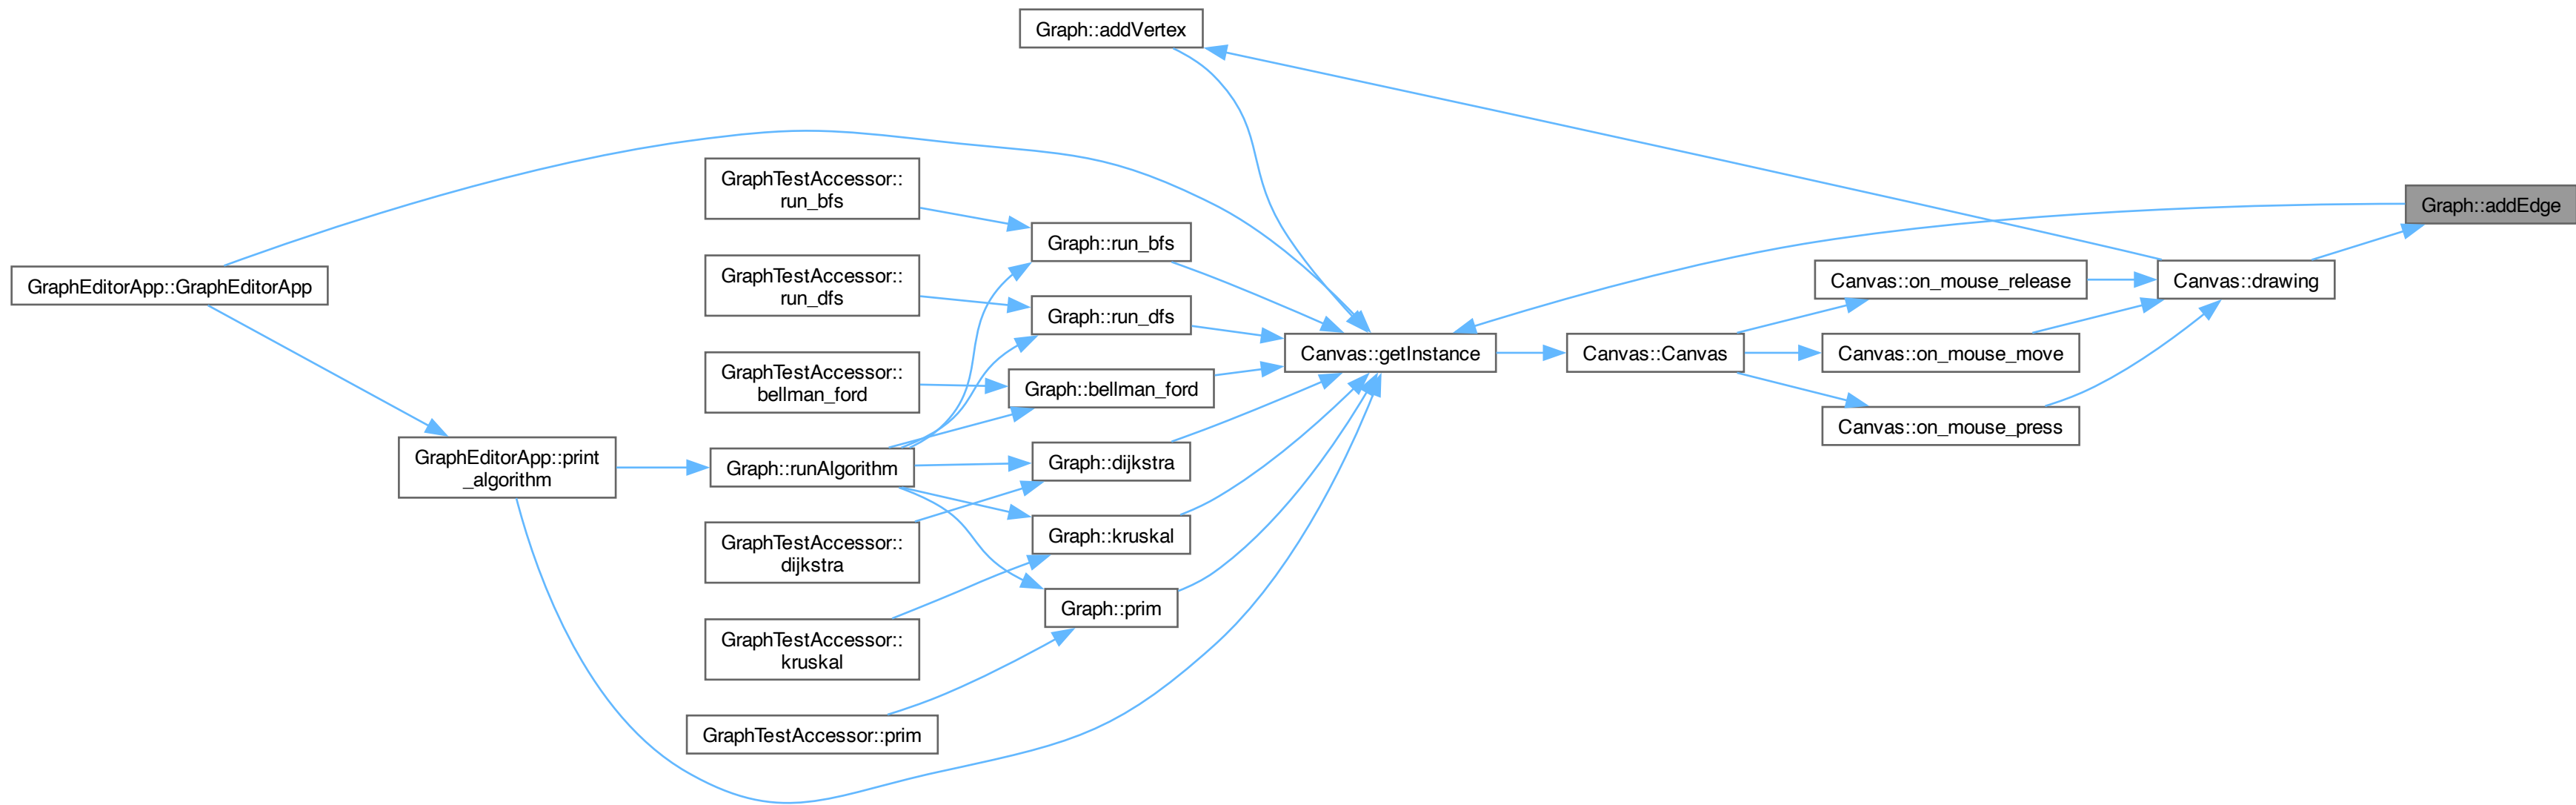 Graph::addVertex
GraphTestAccessor::
run_bfs
Graph::addEdge
Graph::run_bfs
GraphEditorApp::GraphEditorApp
GraphTestAccessor::
run_dfs
Canvas::on_mouse_release
Canvas::drawing
Graph::run_dfs
Canvas::getInstance
Canvas::Canvas
Canvas::on_mouse_move
GraphTestAccessor::
bellman_ford
Graph::bellman_ford
Canvas::on_mouse_press
GraphEditorApp::print
_algorithm
Graph::runAlgorithm
Graph::dijkstra
GraphTestAccessor::
dijkstra
Graph::kruskal
Graph::prim
GraphTestAccessor::
kruskal
GraphTestAccessor::prim